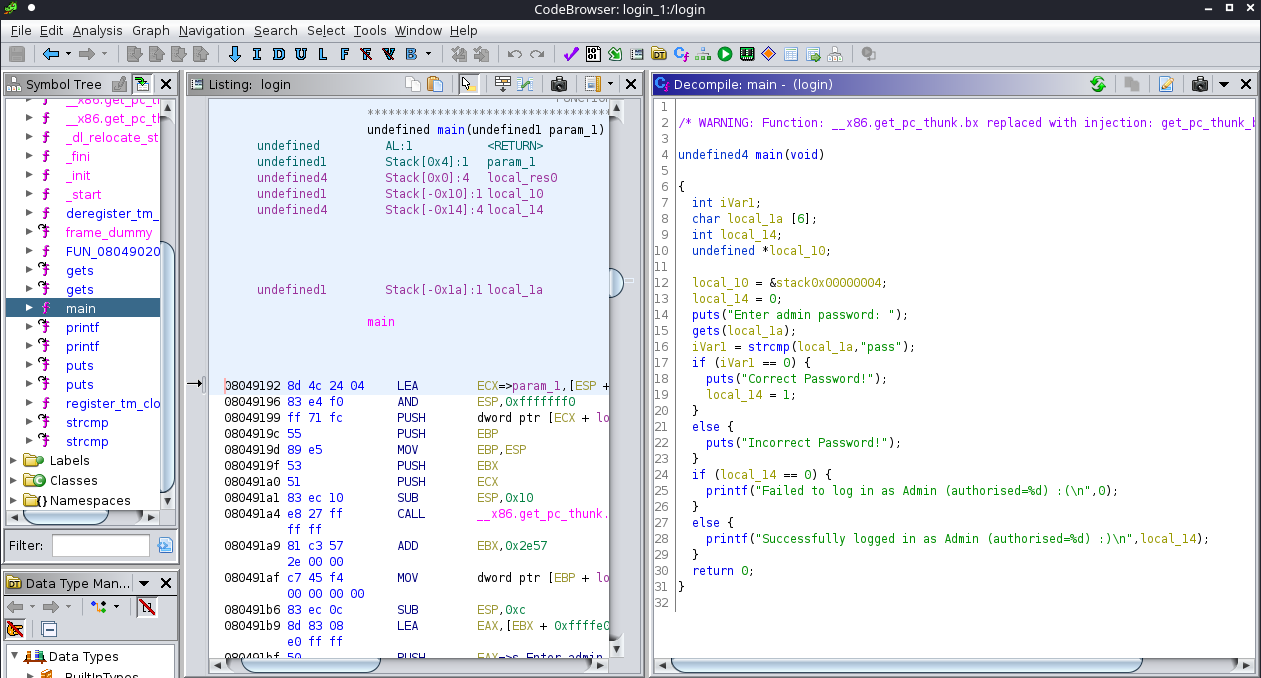 CodeBrowser: login_1:/login
File Edit Analysis Graph Navigation Search Select Tools Window Help
I D U L F V B
Symbol Tree
__x86.get_pc_th
__x86.get_pc_th
_dl_relocate_st
_fini
_init
_start
deregister_tm_
frame_dummy
FUN_08049020
gets
gets
main
printf
printf
puts
puts
register_tm_clo
strcmp
strcmp
Labels
Classes
Namespaces
Filter:
Data Type Man...
Data Types
BuiltInTypes
Listing: login
FUNCTION
undefined main(undefined1 param_1)
undefined AL:1 <RETURN>
undefined1 Stack[0x4]:1 param_1
undefined4 Stack[0x0]:4 local_res0
undefined1 Stack[-0x10]:1 local_10
undefined4 Stack[-0x14]:4 local_14
undefined1 Stack[-0x1a]:1 local_1a
main
08049192 8d 4c 24 04 LEA ECX=>param_1,[ESP +
08049196 83 e4 f0 AND ESP,0xfffffff0
08049199 ff 71 fc PUSH dword ptr [ECX + lo
0804919c 55 PUSH EBP
0804919d 89 e5 MOV EBP,ESP
0804919f 53 PUSH EBX
080491a0 51 PUSH ECX
080491a1 83 ec 10 SUB ESP,0x10
080491a4 e8 27 ff CALL __x86.get_pc_thunk.
ff ff
080491a9 81 c3 57 ADD EBX,0x2e57
2e 00 00
080491af c7 45 f4 MOV dword ptr [EBP + lo
00 00 00 00
080491b6 83 ec 0c SUB ESP,0xc
080491b9 8d 83 08 LEA EAX,[EBX + 0xffffe0
e0 ff ff
080491bf 50 PUSH EAX=>s_Enter_admin_
Decompile: main - (login)
1
2 /* WARNING: Function: __x86.get_pc_thunk.bx replaced with injection: get_pc_thunk_b
3
4 undefined4 main(void)
5
6 {
7 int iVar1;
8 char local_1a [6];
9 int local_14;
10 undefined *local_10;
11
12 local_10 = &stack0x00000004;
13 local_14 = 0;
14 puts("Enter admin password: ");
15 gets(local_1a);
16 iVar1 = strcmp(local_1a,"pass");
17 if (iVar1 == 0) {
18 puts("Correct Password!");
19 local_14 = 1;
20 }
21 else {
22 puts("Incorrect Password!");
23 }
24 if (local_14 == 0) {
25 printf("Failed to log in as Admin (authorised=%d) :(\n",0);
26 }
27 else {
28 printf("Successfully logged in as Admin (authorised=%d) :)\n",local_14);
29 }
30 return 0;
31 }
32